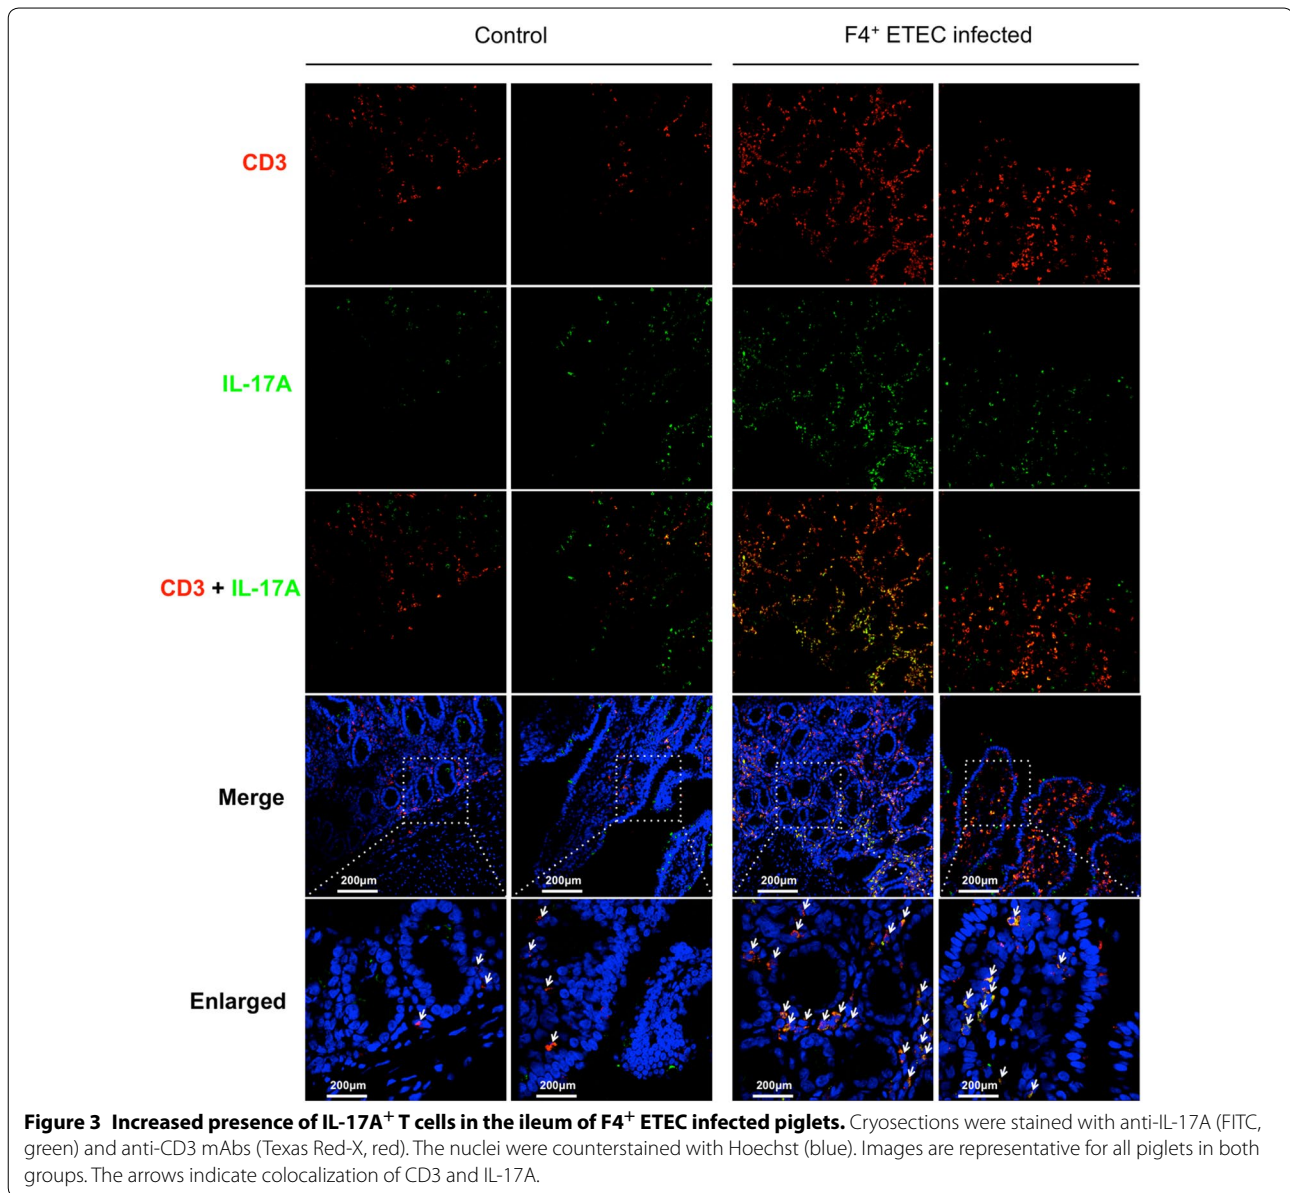 Control
F4⁺ ETEC infected
CD3
IL-17A
CD3 + IL-17A
Merge
200µm
200µm
200µm
200µm
Enlarged
200µm
200µm
200µm
200µm
Figure 3 Increased presence of IL-17A⁺ T cells in the ileum of F4⁺ ETEC infected piglets. Cryosections were stained with anti-IL-17A (FITC,
green) and anti-CD3 mAbs (Texas Red-X, red). The nuclei were counterstained with Hoechst (blue). Images are representative for all piglets in both
groups. The arrows indicate colocalization of CD3 and IL-17A.